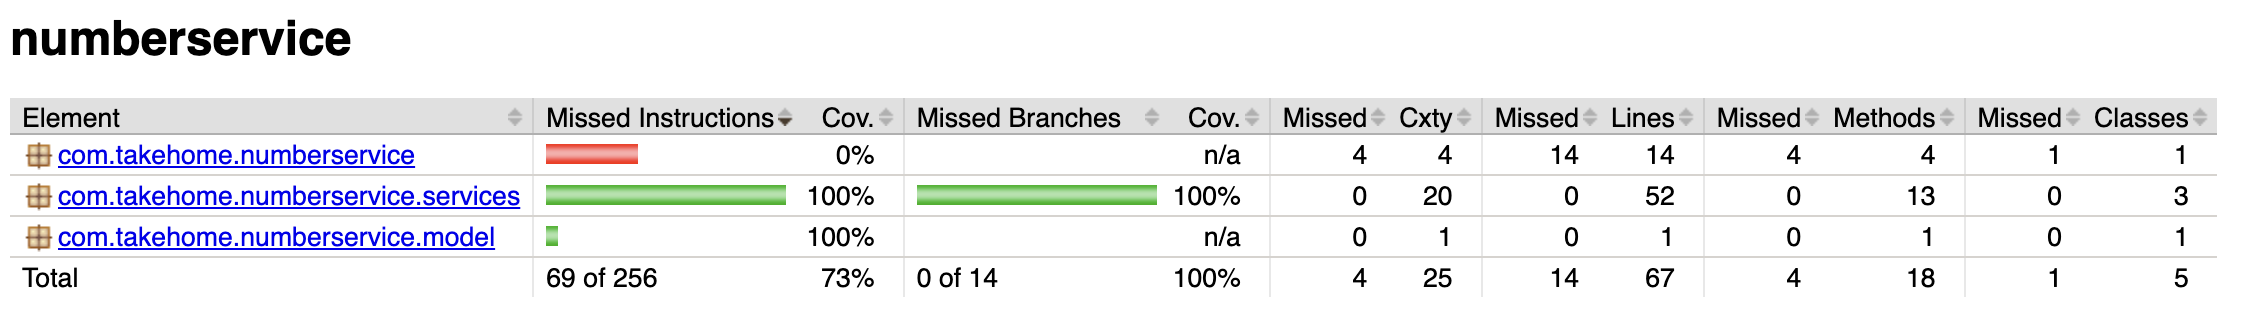 numberservice
Element Missed Instructions Cov. Missed Branches Cov. Missed Cxty Missed Lines Missed Methods Missed Classes
com.takehome.numberservice 0% n/a 4 4 14 14 4 4 1 1
com.takehome.numberservice.services 100% 100% 0 20 0 52 0 13 0 3
com.takehome.numberservice.model 100% n/a 0 1 0 1 0 1 0 1
Total 69 of 256 73% 0 of 14 100% 4 25 14 67 4 18 1 5